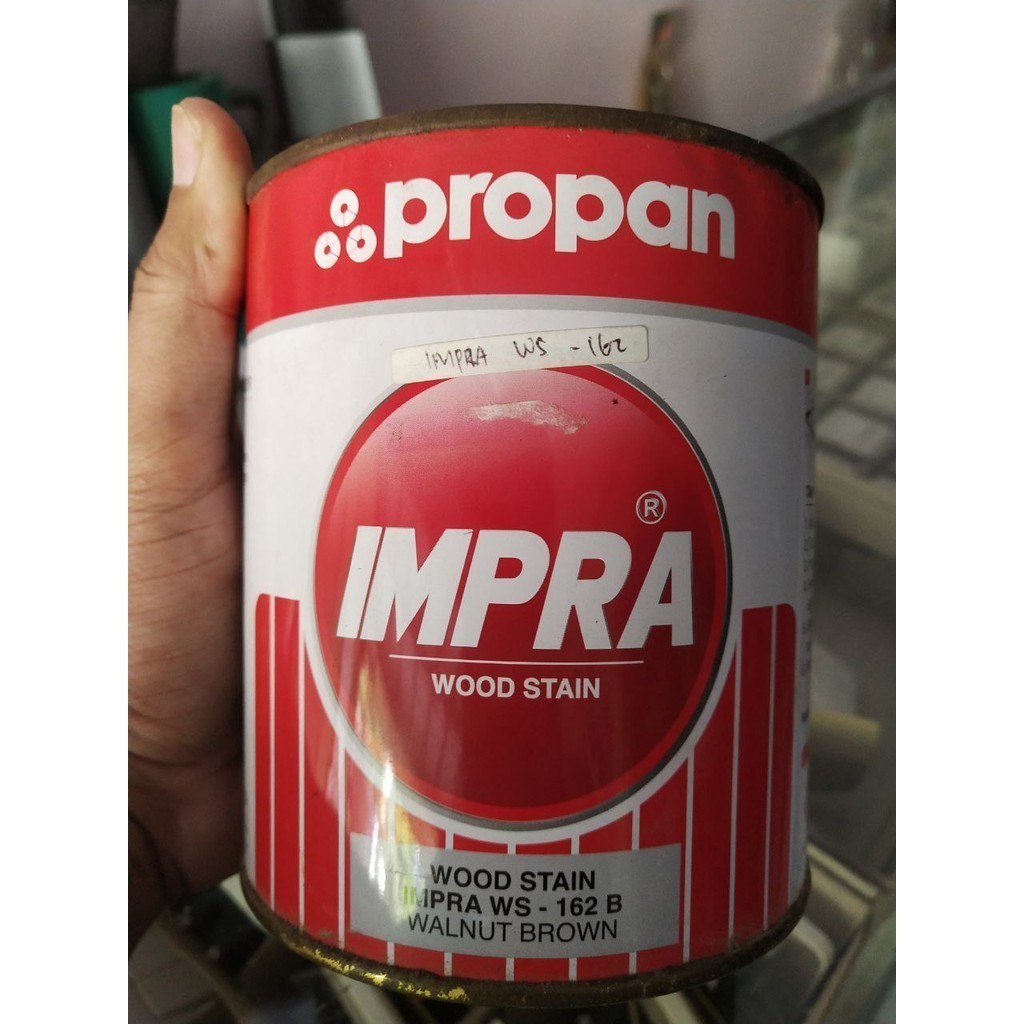 propan
IMPRA WS - 162
®
IMPRA
WOOD STAIN
WOOD STAIN
IMPRA WS - 162 B
WALNUT BROWN